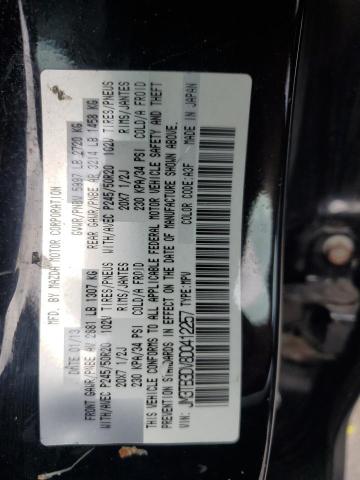 MFD. BY MAZDA MOTOR CORPORATION
DATE 11/13 GVWR/PNBV 5997 LB 2720 KG
FRONT GAWR/PNBE AV 2881 LB 1307 KG REAR GAWR/PNBE AR 3214 LB 1458 KG
WITH/AVEC P245/50R20 102V TIRES/PNEUS WITH/AVEC P245/50R20 102V TIRES/PNEUS
20X7 1/2J RIMS/JANTES 20X7 1/2J RIMS/JANTES
230 KPA/34 PSI COLD/A FROID 230 KPA/34 PSI COLD/A FROID
THIS VEHICLE CONFORMS TO ALL APPLICABLE FEDERAL MOTOR VEHICLE SAFETY AND THEFT
STANDARDS IN EFFECT ON THE DATE OF MANUFACTURE SHOWN ABOVE.
VIN: JM3TB3DV8D0412257 TYPE: MPV COLOR: A3F MADE IN JAPAN